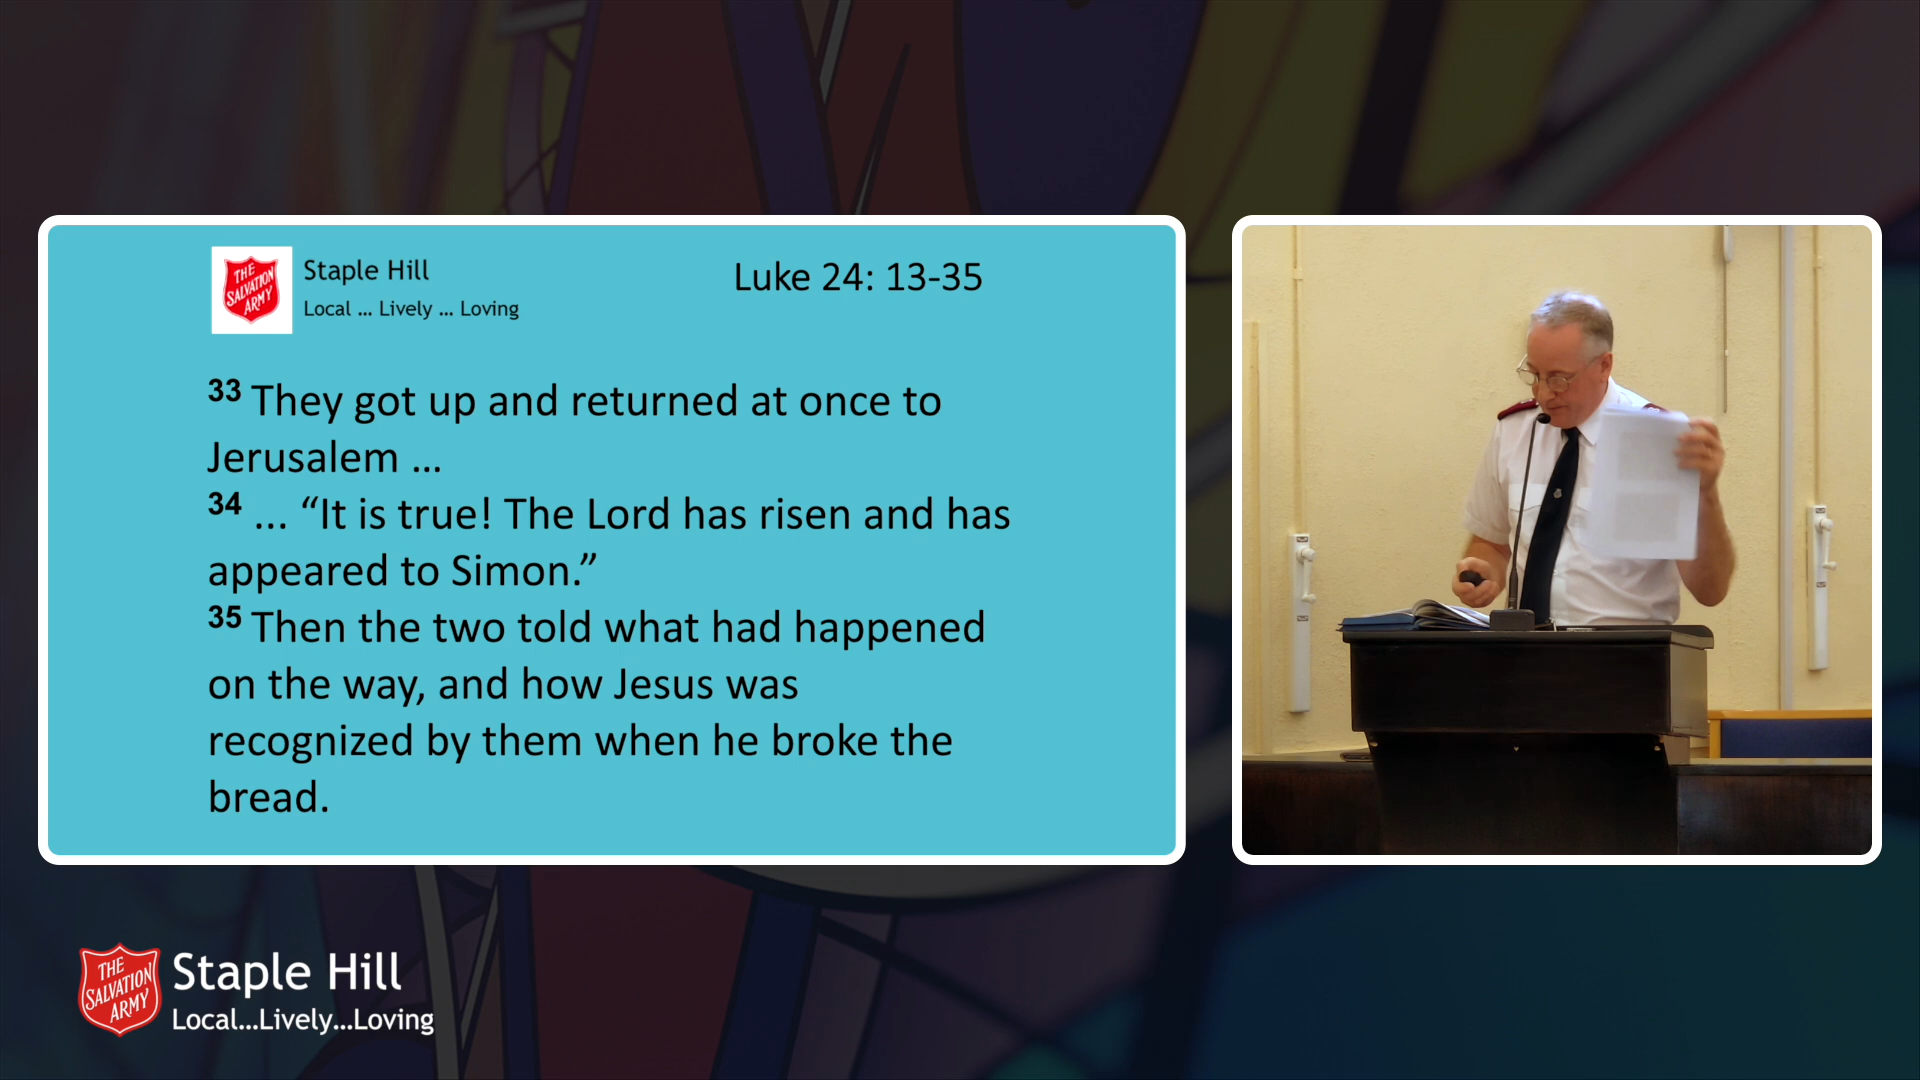 THE
SALVATION
ARMY
Staple Hill
Local ... Lively ... Loving
Luke 24: 13-35
33 They got up and returned at once to
Jerusalem ...
34 ... “It is true! The Lord has risen and has
appeared to Simon.”
35 Then the two told what had happened
on the way, and how Jesus was
recognized by them when he broke the
bread.
THE
SALVATION
ARMY
Staple Hill
Local...Lively...Loving